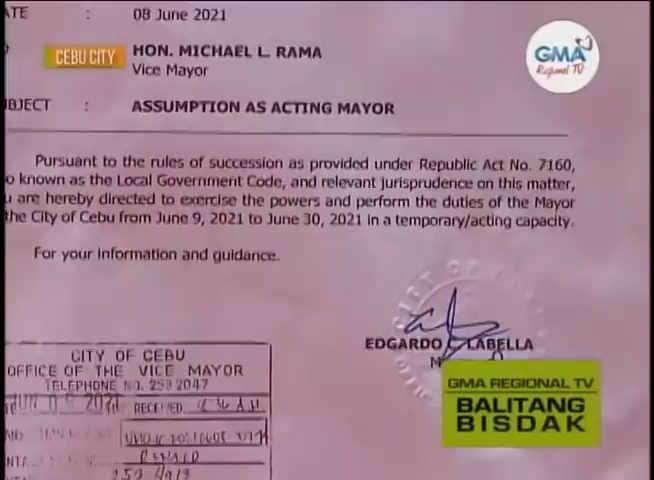 ATE : 08 June 2021
HON. MICHAEL L. RAMA
CEBU CITY
Vice Mayor
GMA
Regional TV
UBJECT : ASSUMPTION AS ACTING MAYOR
Pursuant to the rules of succession as provided under Republic Act No. 7160,
o known as the Local Government Code, and relevant jurisprudence on this matter,
u are hereby directed to exercise the powers and perform the duties of the Mayor
the City of Cebu from June 9, 2021 to June 30, 2021 in a temporary/acting capacity.
For your information and guidance.
EDGARDO C. LABELLA
CITY OF CEBU
OFFICE OF THE VICE MAYOR
TELEPHONE NO. 253 2047
RECEIVED
GMA REGIONAL TV
BALITANG
BISDAK